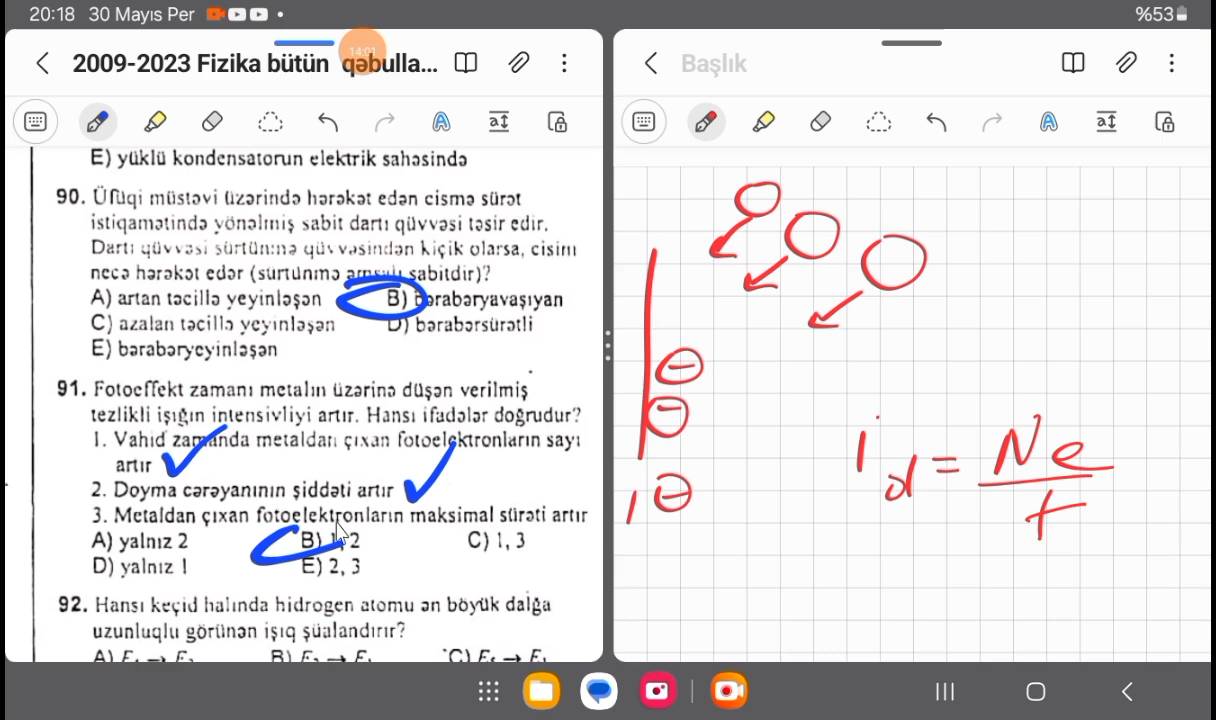 20:18 30 Mayıs Per
%53
14:01
2009-2023 Fizika bütün qəbulla...
Başlık
E) yüklü kondensatorun elektrik sahəsində
90. Üfüqi müstəvi üzərində hərəkət edən cismə sürət
istiqamətində yönəlmiş sabit dartı qüvvəsi təsir edir.
Dartı qüvvəsi sürtünmə qüvvəsindən kiçik olarsa, cisim
necə hərəkət edər (sürtünmə əmsalı sabitdir)?
A) artan təcillə yeyinləşən B) bərabəryavaşıyan
C) azalan təcillə yeyinləşən D) bərabərsürətli
E) bərabəryeyinləşən
91. Fotoeffekt zamanı metalın üzərinə düşən verilmiş
tezlikli işığın intensivliyi artır. Hansı ifadələr doğrudur?
1. Vahid zamanda metaldan çıxan fotoelektronların sayı
artır
2. Doyma cərəyanının şiddəti artır
3. Metaldan çıxan fotoelektronların maksimal sürəti artır
A) yalnız 2 B) 1, 2 C) 1, 3
D) yalnız 1 E) 2, 3
92. Hansı keçid halında hidrogen atomu ən böyük dalğa
uzunluqlu görünən işıq şüalandırır?
i d = Ne
t